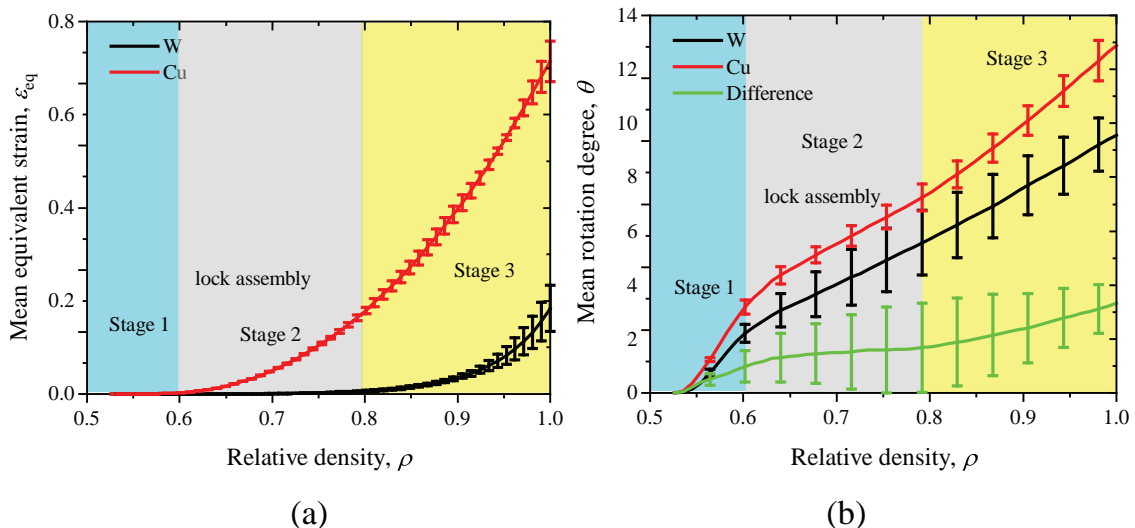 0.8
0.6
0.4
0.2
0.0
Mean equivalent strain, ε_eq
W
Cu
Stage 1
lock assembly
Stage 2
Stage 3
0.5 0.6 0.7 0.8 0.9 1.0
Relative density, ρ
(a)
14
12
10
8
6
4
2
0
Mean rotation degree, θ
W
Cu
Difference
Stage 3
Stage 2
lock assembly
Stage 1
0.5 0.6 0.7 0.8 0.9 1.0
Relative density, ρ
(b)